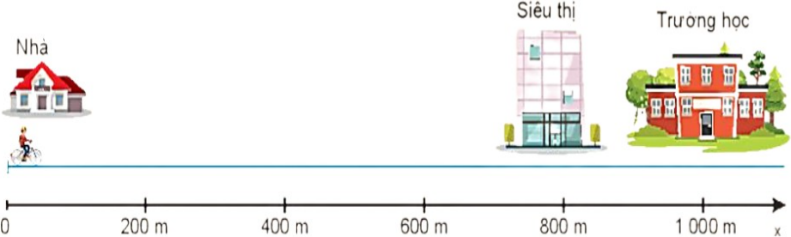 Siêu thị
Trường học
Nhà
0 200 m 400 m 600 m 800 m 1 000 m x